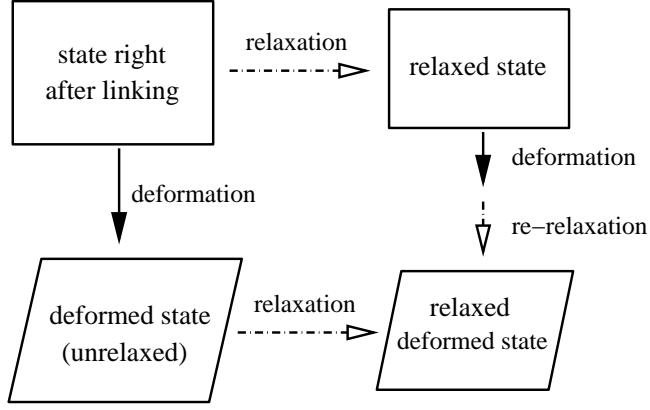 state right
after linking
relaxation
relaxed state
deformation
deformation
re-relaxation
deformed state
(unrelaxed)
relaxation
relaxed
deformed state